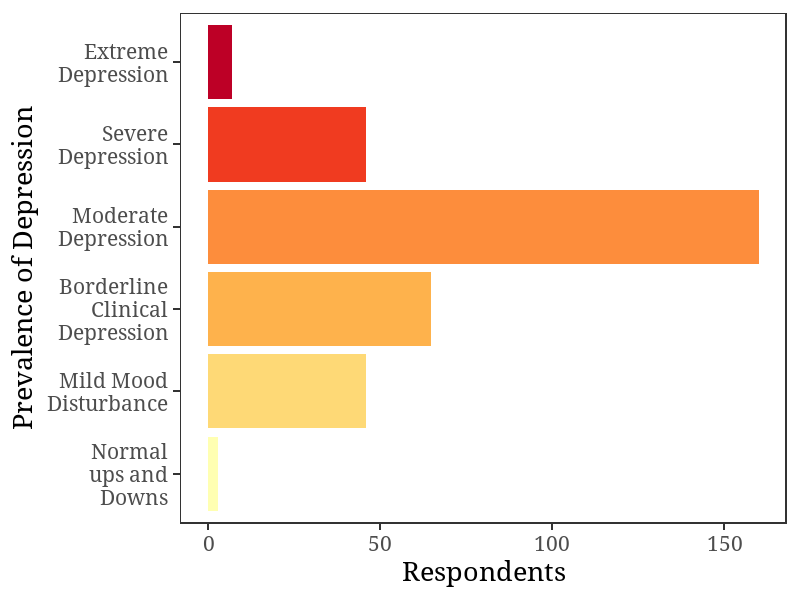 Prevalence of Depression
Extreme
Depression
Severe
Depression
Moderate
Depression
Borderline
Clinical
Depression
Mild Mood
Disturbance
Normal
ups and
Downs
0
50
100
150
Respondents